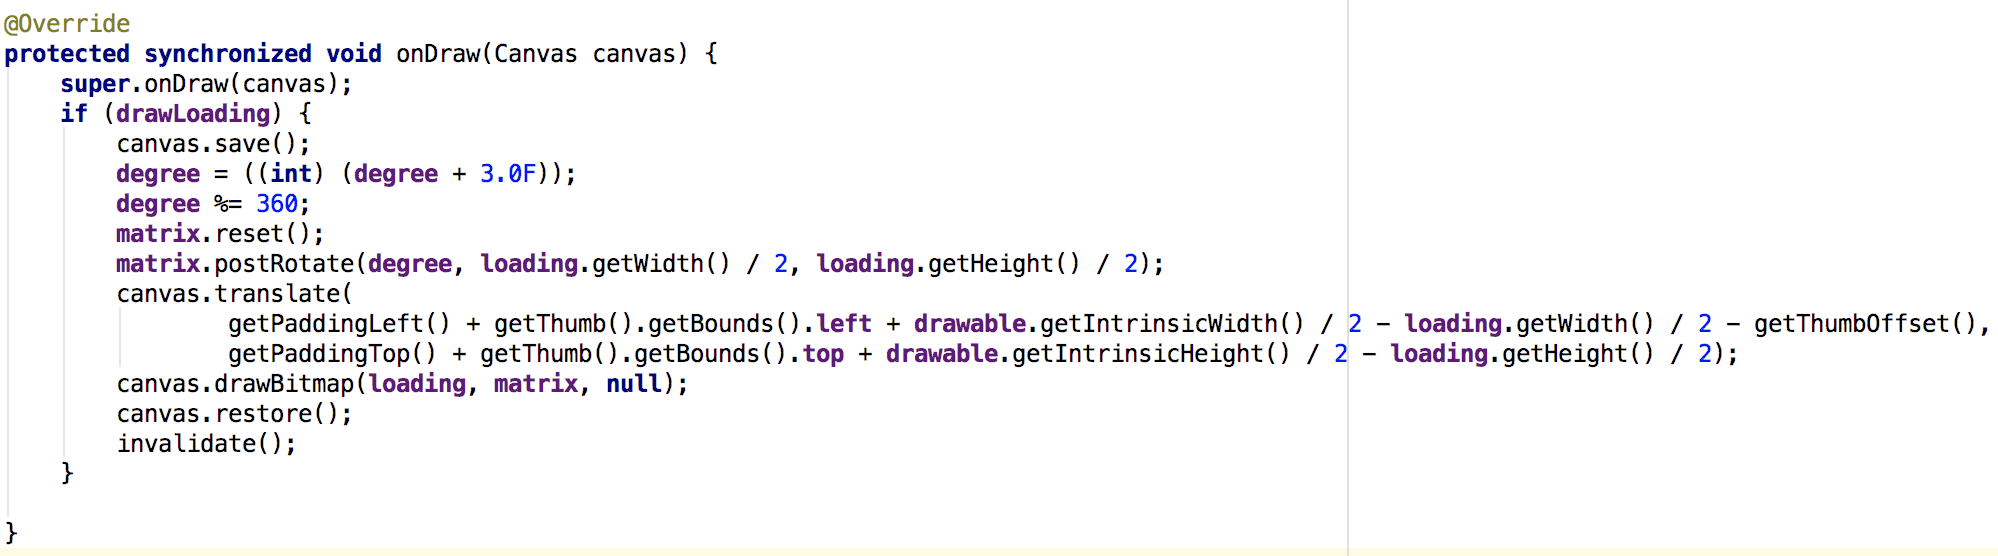 @Override
protected synchronized void onDraw(Canvas canvas) {
    super.onDraw(canvas);
    if (drawLoading) {
        canvas.save();
        degree = ((int) (degree + 3.0F));
        degree %= 360;
        matrix.reset();
        matrix.postRotate(degree, loading.getWidth() / 2, loading.getHeight() / 2);
        canvas.translate(
                getPaddingLeft() + getThumb().getBounds().left + drawable.getIntrinsicWidth() / 2 - loading.getWidth() / 2 - getThumbOffset(),
                getPaddingTop() + getThumb().getBounds().top + drawable.getIntrinsicHeight() / 2 - loading.getHeight() / 2);
        canvas.drawBitmap(loading, matrix, null);
        canvas.restore();
        invalidate();
    }
}